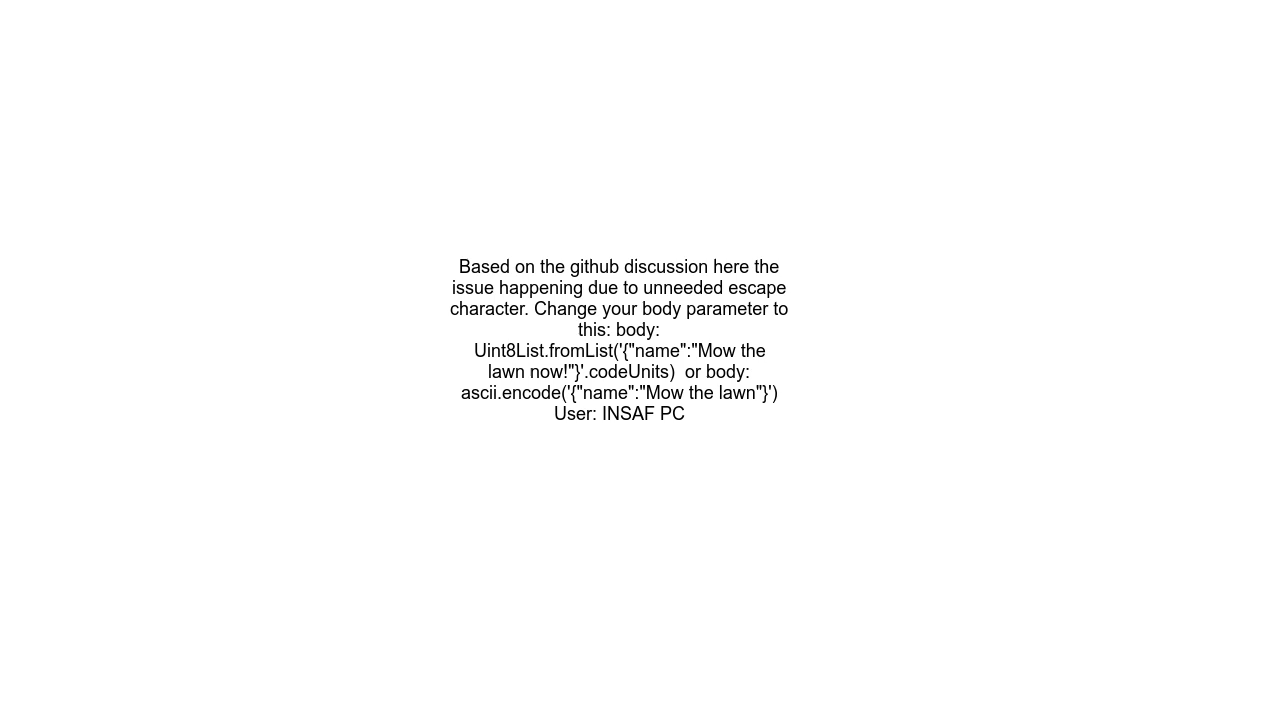 Based on the github discussion here the
issue happening due to unneeded escape
character. Change your body parameter to
this: body:
Uint8List.fromList('{"name":"Mow the
lawn now!"}'.codeUnits)  or body:
ascii.encode('{"name":"Mow the lawn"}')
User: INSAF PC